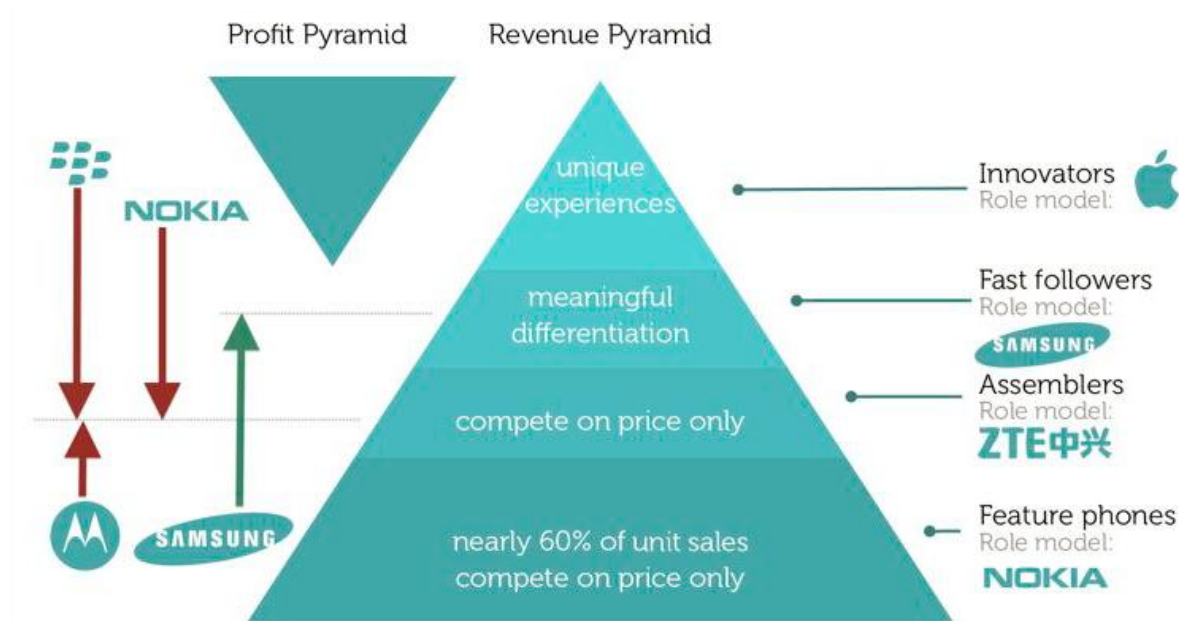 Profit Pyramid
Revenue Pyramid
NOKIA
SAMSUNG
unique
experiences
meaningful
differentiation
compete on price only
nearly 60% of unit sales
compete on price only
Innovators
Role model:
Fast followers
Role model:
SAMSUNG
Assemblers
Role model:
ZTE中兴
Feature phones
Role model:
NOKIA